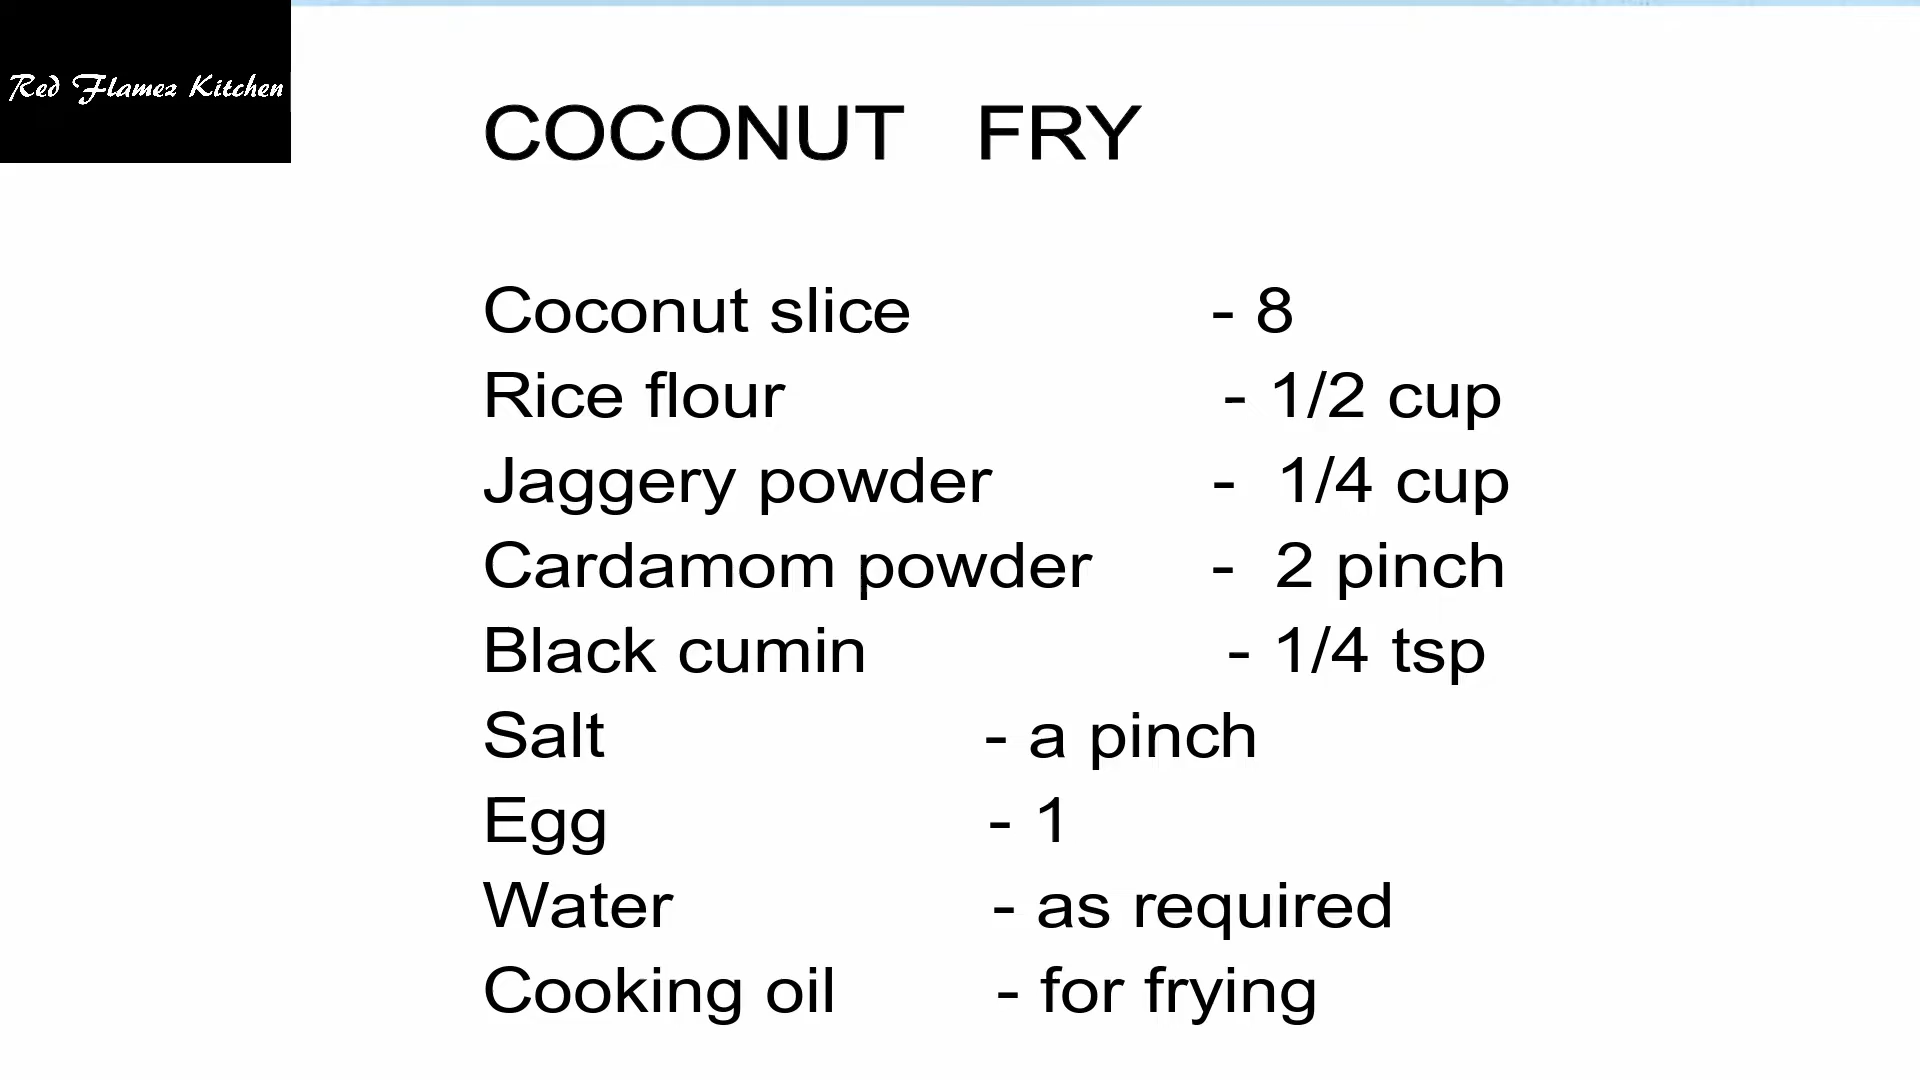 Red Flamez Kitchen
COCONUT FRY
Coconut slice - 8
Rice flour - 1/2 cup
Jaggery powder - 1/4 cup
Cardamom powder - 2 pinch
Black cumin - 1/4 tsp
Salt - a pinch
Egg - 1
Water - as required
Cooking oil - for frying